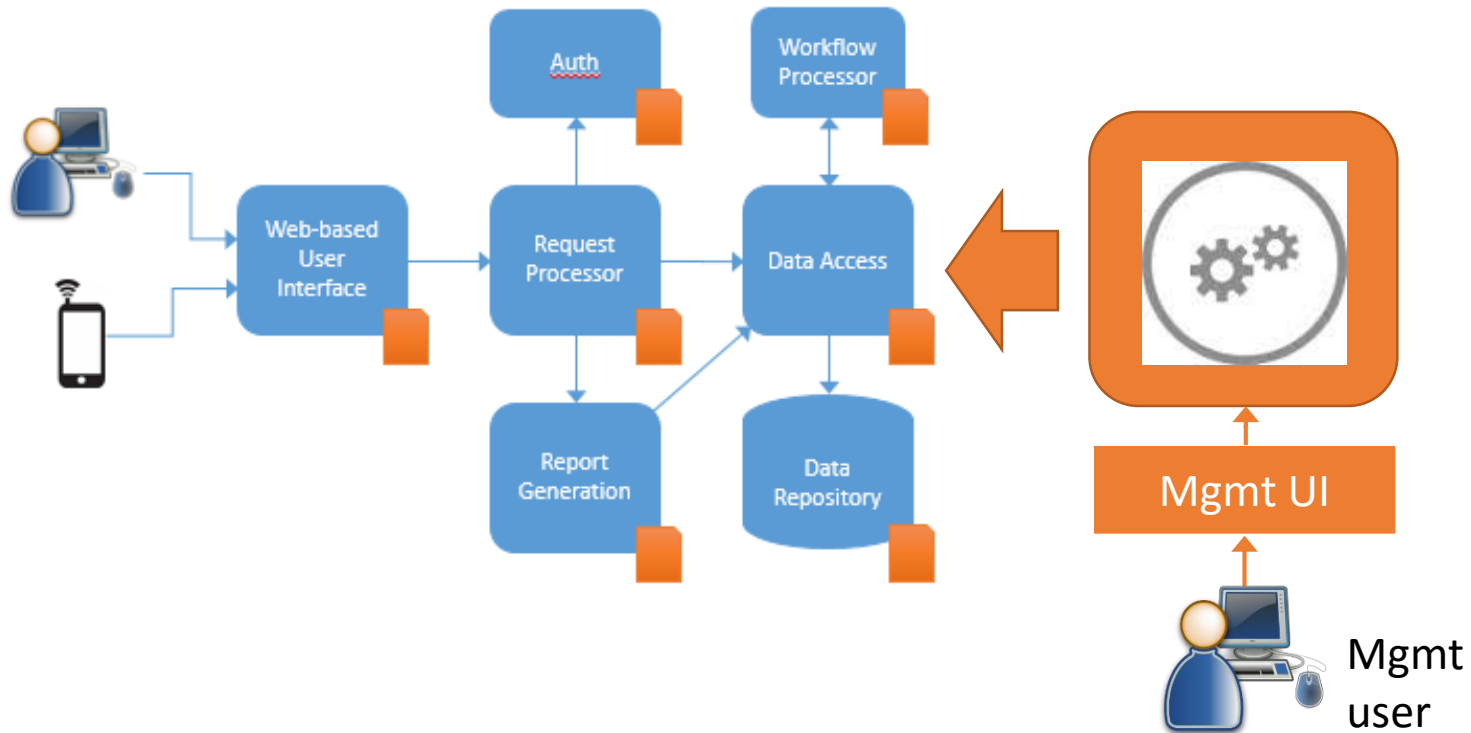 Auth
Workflow
Processor
Web-based
User
Interface
Request
Processor
Data Access
Report
Generation
Data
Repository
Mgmt UI
Mgmt
user